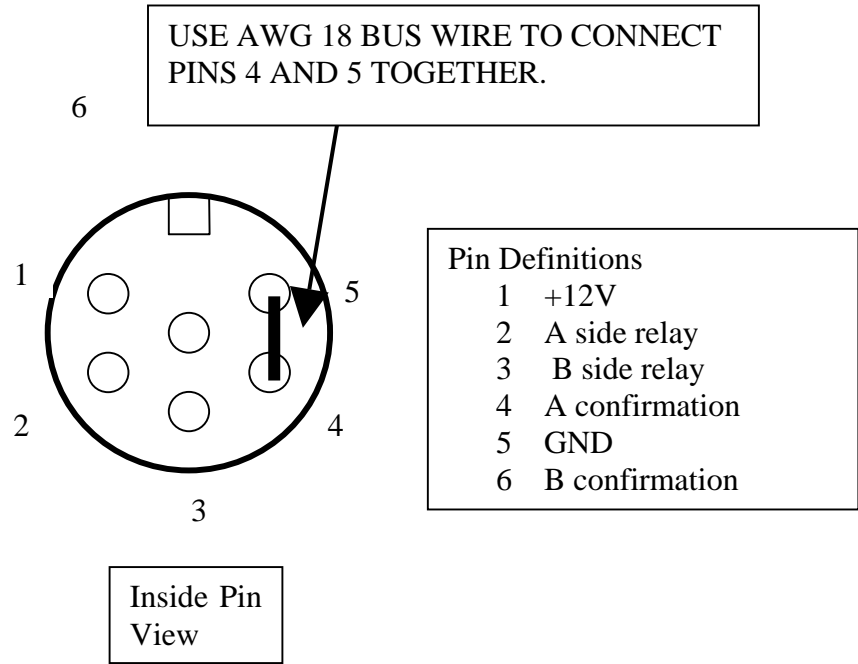 USE AWG 18 BUS WIRE TO CONNECT
PINS 4 AND 5 TOGETHER.
6
1
5
2
4
3
Pin Definitions
1 +12V
2 A side relay
3 B side relay
4 A confirmation
5 GND
6 B confirmation
Inside Pin
View